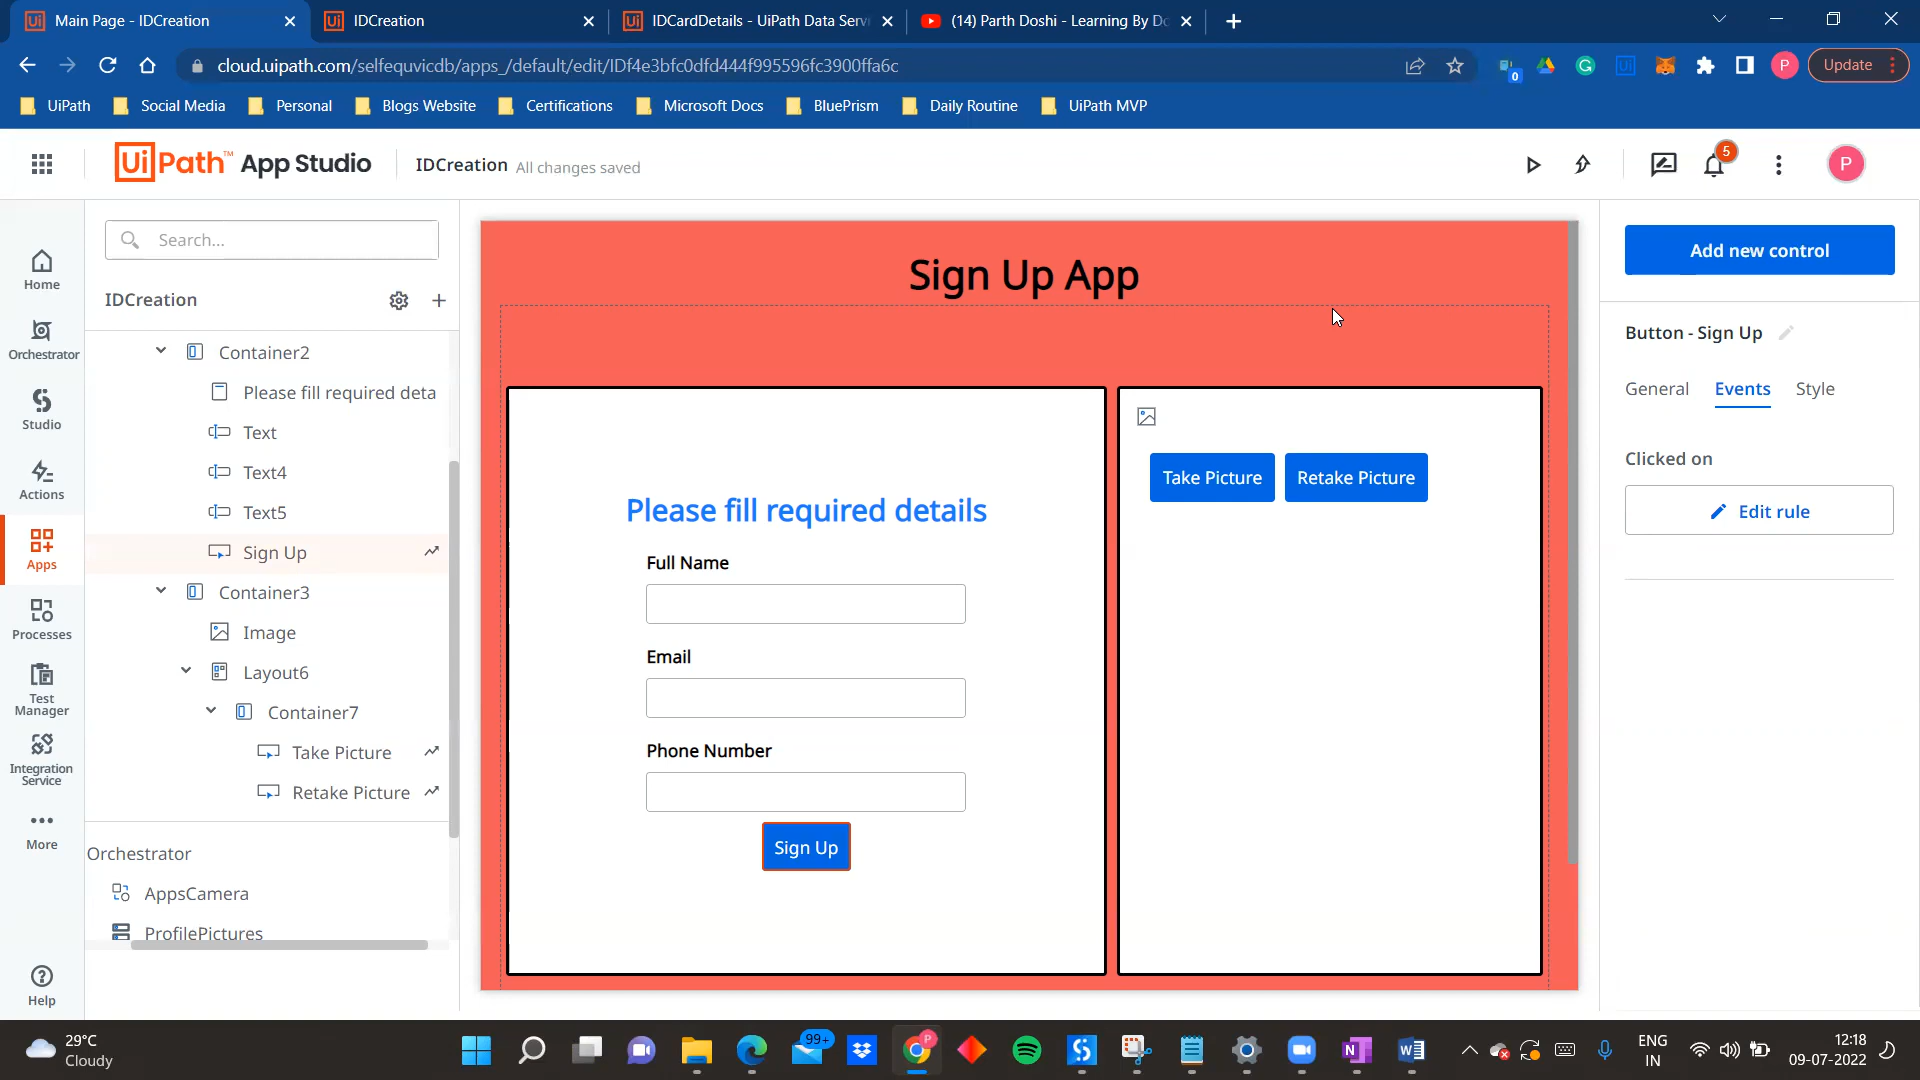 Main Page - IDCreation
IDCreation
IDCardDetails - UiPath Data Serv
(14) Parth Doshi - Learning By Do
cloud.uipath.com/selfequvicdb/apps_/default/edit/IDf4e3bfc0dfd444f995596fc3900ffa6c
0
P
Update
UiPath
Social Media
Personal
Blogs Website
Certifications
Microsoft Docs
BluePrism
Daily Routine
UiPath MVP
UiPath™ App Studio
IDCreation All changes saved
5
P
Home
Orchestrator
Studio
Actions
Apps
Processes
Test
Manager
Integration
Service
More
Help
Search...
IDCreation
Container2
Please fill required deta
Text
Text4
Text5
Sign Up
Container3
Image
Layout6
Container7
Take Picture
Retake Picture
Orchestrator
AppsCamera
ProfilePictures
Sign Up App
Please fill required details
Full Name
Email
Phone Number
Sign Up
Take Picture
Retake Picture
Add new control
Button - Sign Up
General
Events
Style
Clicked on
Edit rule
29°C
Cloudy
99+
P
ENG
IN
12:18
09-07-2022